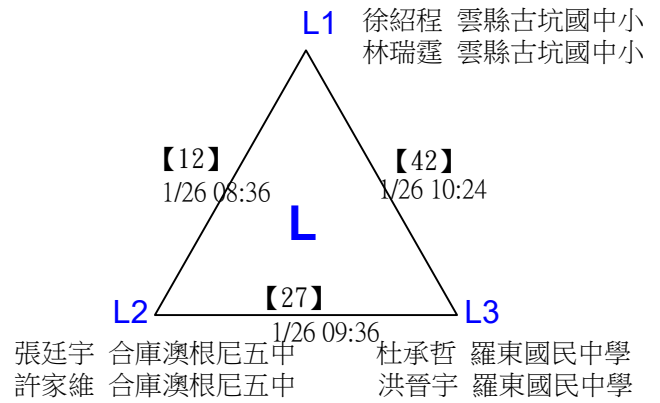 L1
徐紹程 雲縣古坑國中小
林瑞霆 雲縣古坑國中小
【12】
1/26 08:36
【42】
1/26 10:24
L
L2
【27】
1/26 09:36
L3
張廷宇 合庫澳根尼五中
許家維 合庫澳根尼五中
杜承哲 羅東國民中學
洪晉宇 羅東國民中學